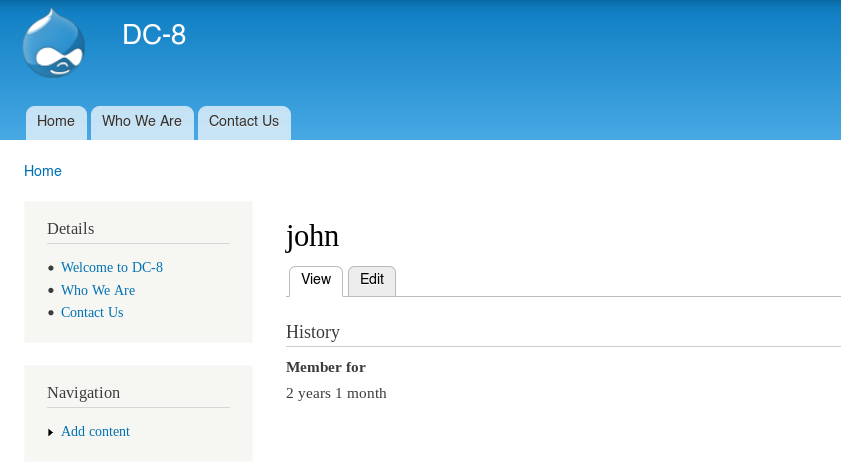 DC-8
Home
Who We Are
Contact Us
Home
Details
Welcome to DC-8
Who We Are
Contact Us
Navigation
Add content
john
View
Edit
History
Member for
2 years 1 month